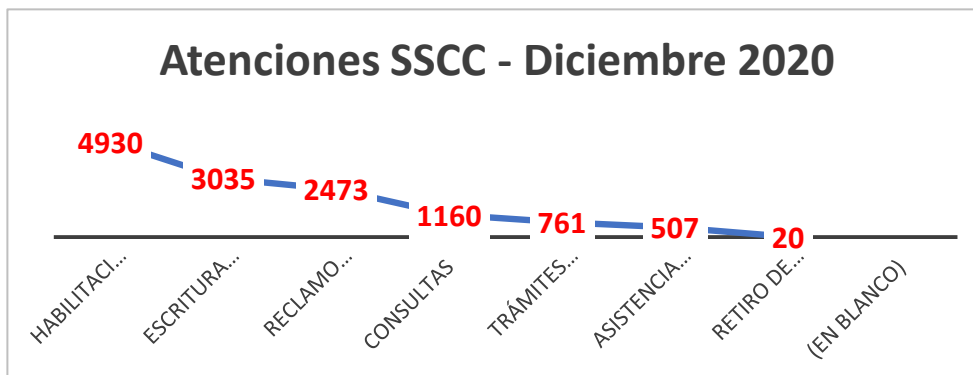 Atenciones SSCC - Diciembre 2020
4930
3035
2473
1160
761
507
20
HABILITACI...
ESCRITURA...
RECLAMO...
CONSULTAS
TRÁMITES...
ASISTENCIA...
RETIRO DE...
(EN BLANCO)